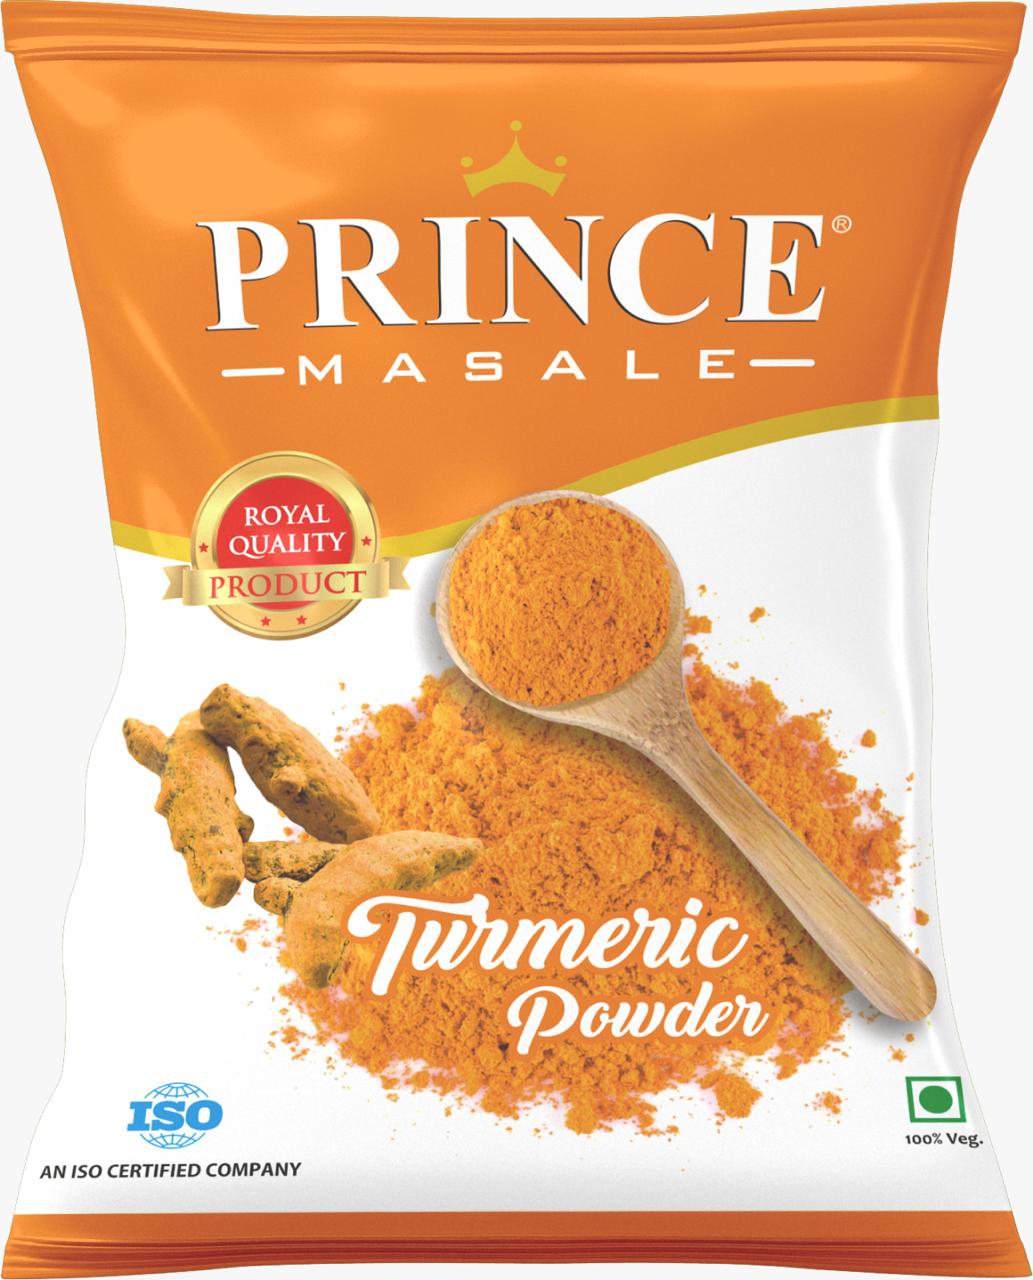 PRINCE®
MASALE
ROYAL
QUALITY
PRODUCT
Turmeric
Powder
ISO
AN ISO CERTIFIED COMPANY
100% Veg.